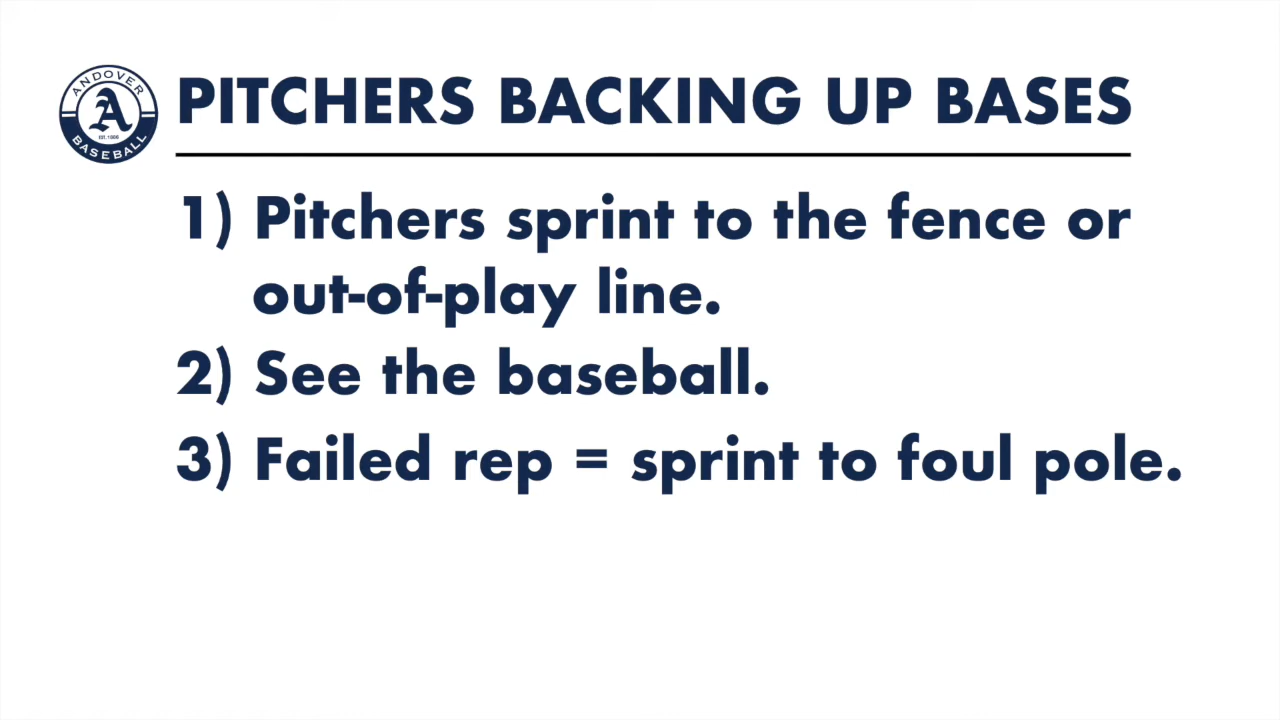 ANDOVER
A
EST. 1906
BASEBALL
PITCHERS BACKING UP BASES
1) Pitchers sprint to the fence or
out-of-play line.
2) See the baseball.
3) Failed rep = sprint to foul pole.